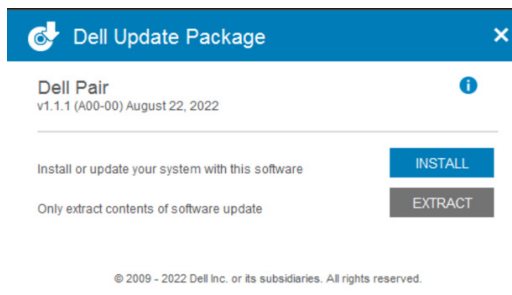 Dell Update Package
Dell Pair
v1.1.1 (A00-00) August 22, 2022
Install or update your system with this software
INSTALL
Only extract contents of software update
EXTRACT
© 2009 - 2022 Dell Inc. or its subsidiaries. All rights reserved.